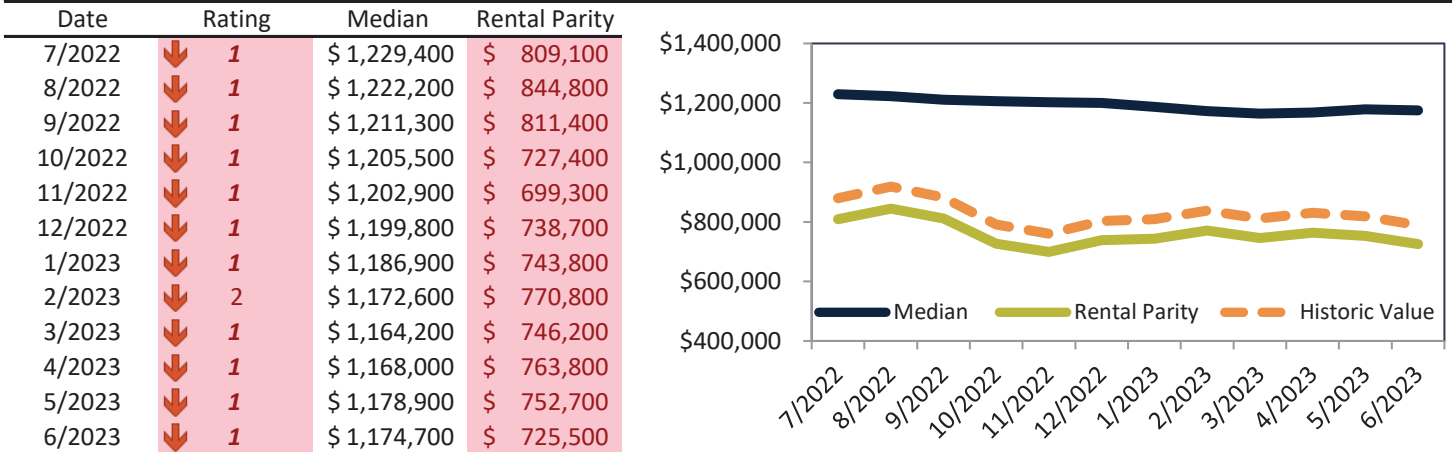 Date Rating Median Rental Parity
7/2022 1 $ 1,229,400 $ 809,100
8/2022 1 $ 1,222,200 $ 844,800
9/2022 1 $ 1,211,300 $ 811,400
10/2022 1 $ 1,205,500 $ 727,400
11/2022 1 $ 1,202,900 $ 699,300
12/2022 1 $ 1,199,800 $ 738,700
1/2023 1 $ 1,186,900 $ 743,800
2/2023 2 $ 1,172,600 $ 770,800
3/2023 1 $ 1,164,200 $ 746,200
4/2023 1 $ 1,168,000 $ 763,800
5/2023 1 $ 1,178,900 $ 752,700
6/2023 1 $ 1,174,700 $ 725,500
$1,400,000
$1,200,000
$1,000,000
$800,000
$600,000
$400,000
Median Rental Parity Historic Value
7/2022 8/2022 9/2022 10/2022 11/2022 12/2022 1/2023 2/2023 3/2023 4/2023 5/2023 6/2023